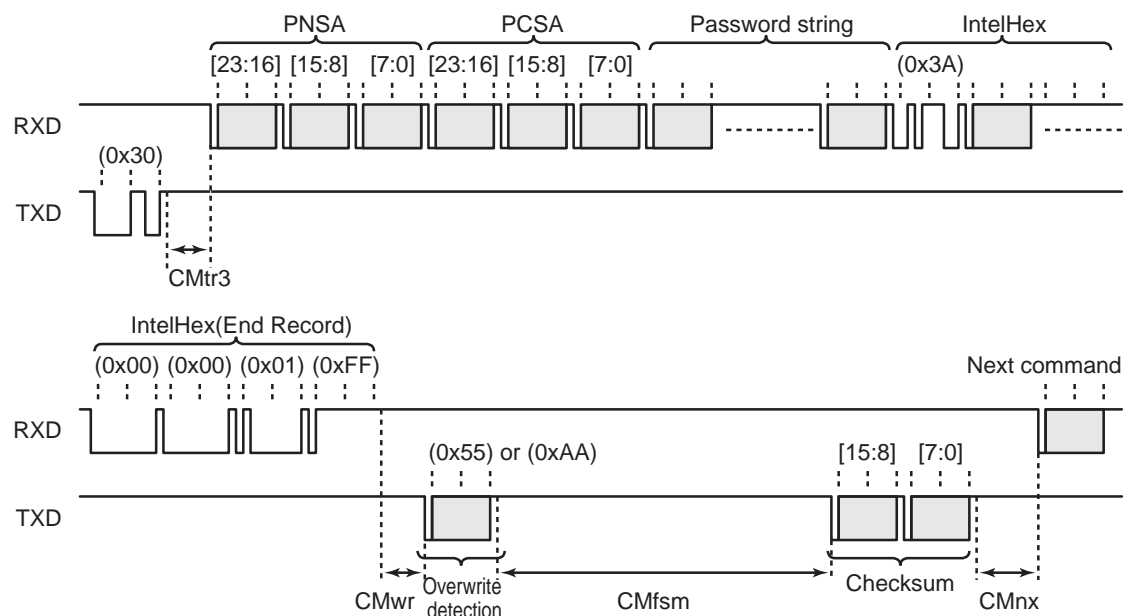 PNSA PCSA Password string IntelHex
[23:16] [15:8] [7:0] [23:16] [15:8] [7:0] (0x3A)
RXD
(0x30)
TXD
CMtr3
IntelHex(End Record)
(0x00) (0x00) (0x01) (0xFF) Next command
RXD
(0x55) or (0xAA) [15:8] [7:0]
TXD
CMwr Overwrite detection CMfsm Checksum CMnx